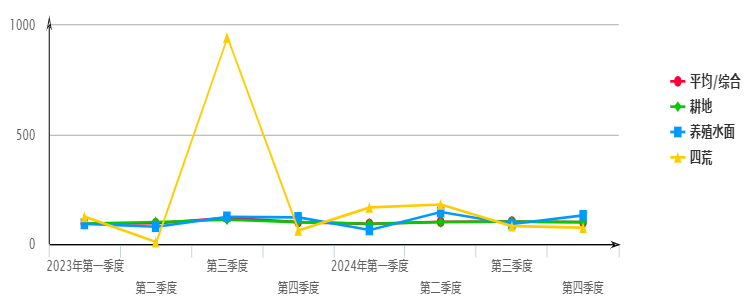 1000
500
0
2023年第一季度
第二季度
第三季度
第四季度
2024年第一季度
第二季度
第三季度
第四季度
平均/综合
耕地
养殖水面
四荒